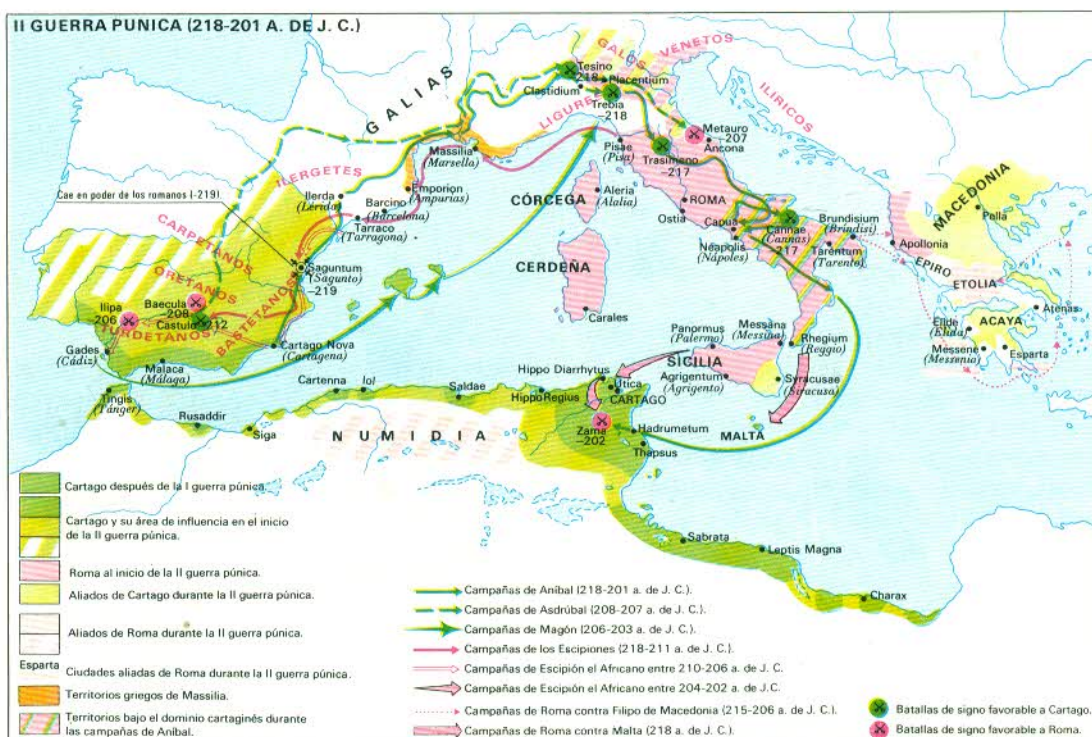 II GUERRA PUNICA (218-201 A. DE J. C.)
GALIAS
GALOS
VENETOS
ILIRICOS
LIGURES
Tesino
-218
Clastidium
Placentium
Trebia
-218
Metauro
-207
Ancona
Trasimeno
-217
Pisae
(Pisa)
Massilia
(Marsella)
ILERGETES
Cae en poder de los romanos (-219)
Ilerda
(Lérida)
Emporion
(Ampurias)
Barcino
(Barcelona)
Tarraco
(Tarragona)
CÓRCEGA
Aleria
(Alalia)
ROMA
Ostia
Capua
Neapolis
(Nápoles)
Cannae
(Cannas)
-217
Brundisium
(Brindisi)
Tarentum
(Tarento)
Apollonia
MACEDONIA
Pella
EPIRO
ETOLIA
ACAYA
Atenas
Elide
(Elida)
Messene
(Messenia)
Esparta
CARPETANOS
ORETANOS
Saguntum
(Sagunto)
-219
Baecula
-208
Castulo -212
Ilipa
-206
TURDETANOS
BASTETANOS
Gades
(Cádiz)
Malaca
(Málaga)
Cartago Nova
(Cartagena)
CERDEÑA
Carales
Panormus
(Palermo)
Messana
(Messina)
Rhegium
(Reggio)
SICILIA
Agrigentum
(Agrigento)
Syracusae
(Siracusa)
Tingis
(Tánger)
Rusaddir
Siga
Cartenna
Iol
Saldae
Hippo Regius
Hippo Diarrhytus
Utica
CARTAGO
NUMIDIA
Zama
-202
Hadrumetum
Thapsus
MALTA
Sabrata
Leptis Magna
Charax
Cartago después de la I guerra púnica.
Cartago y su área de influencia en el inicio
de la II guerra púnica.
Roma al inicio de la II guerra púnica.
Aliados de Cartago durante la II guerra púnica.
Aliados de Roma durante la II guerra púnica.
Esparta
Ciudades aliadas de Roma durante la II guerra púnica.
Territorios griegos de Massilia.
Territorios bajo el dominio cartaginés durante
las campañas de Aníbal.
Campañas de Aníbal (218-201 a. de J. C.).
Campañas de Asdrúbal (208-207 a. de J. C.).
Campañas de Magón (206-203 a. de J. C.).
Campañas de los Escipiones (218-211 a. de J. C.).
Campañas de Escipión el Africano entre 210-206 a. de J. C.
Campañas de Escipión el Africano entre 204-202 a. de J.C.
Campañas de Roma contra Filipo de Macedonia (215-206 a. de J. C.).
Campañas de Roma contra Malta (218 a. de J. C.).
Batallas de signo favorable a Cartago.
Batallas de signo favorable a Roma.